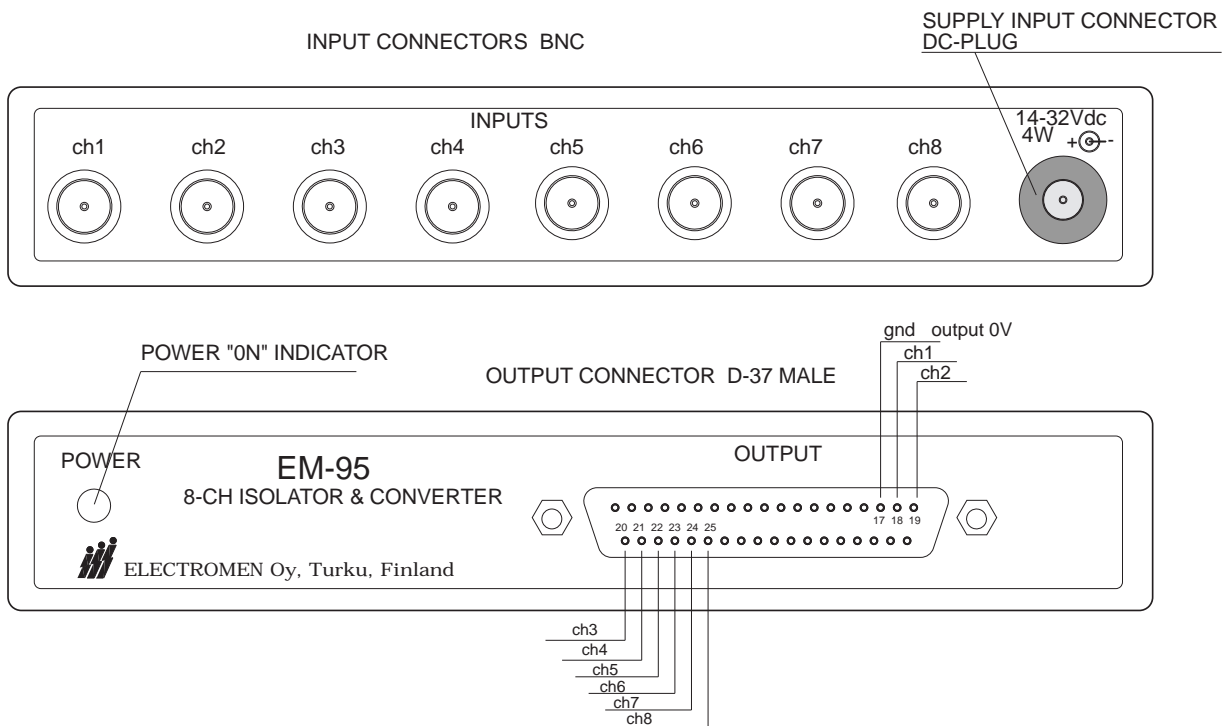 SUPPLY INPUT CONNECTOR
DC-PLUG
INPUT CONNECTORS BNC
INPUTS
14-32Vdc
4W + -
ch1 ch2 ch3 ch4 ch5 ch6 ch7 ch8
gnd output 0V
ch1
ch2
POWER "0N" INDICATOR
OUTPUT CONNECTOR D-37 MALE
POWER
EM-95
8-CH ISOLATOR & CONVERTER
OUTPUT
17 18 19
20 21 22 23 24 25
ELECTROMEN Oy, Turku, Finland
ch3
ch4
ch5
ch6
ch7
ch8